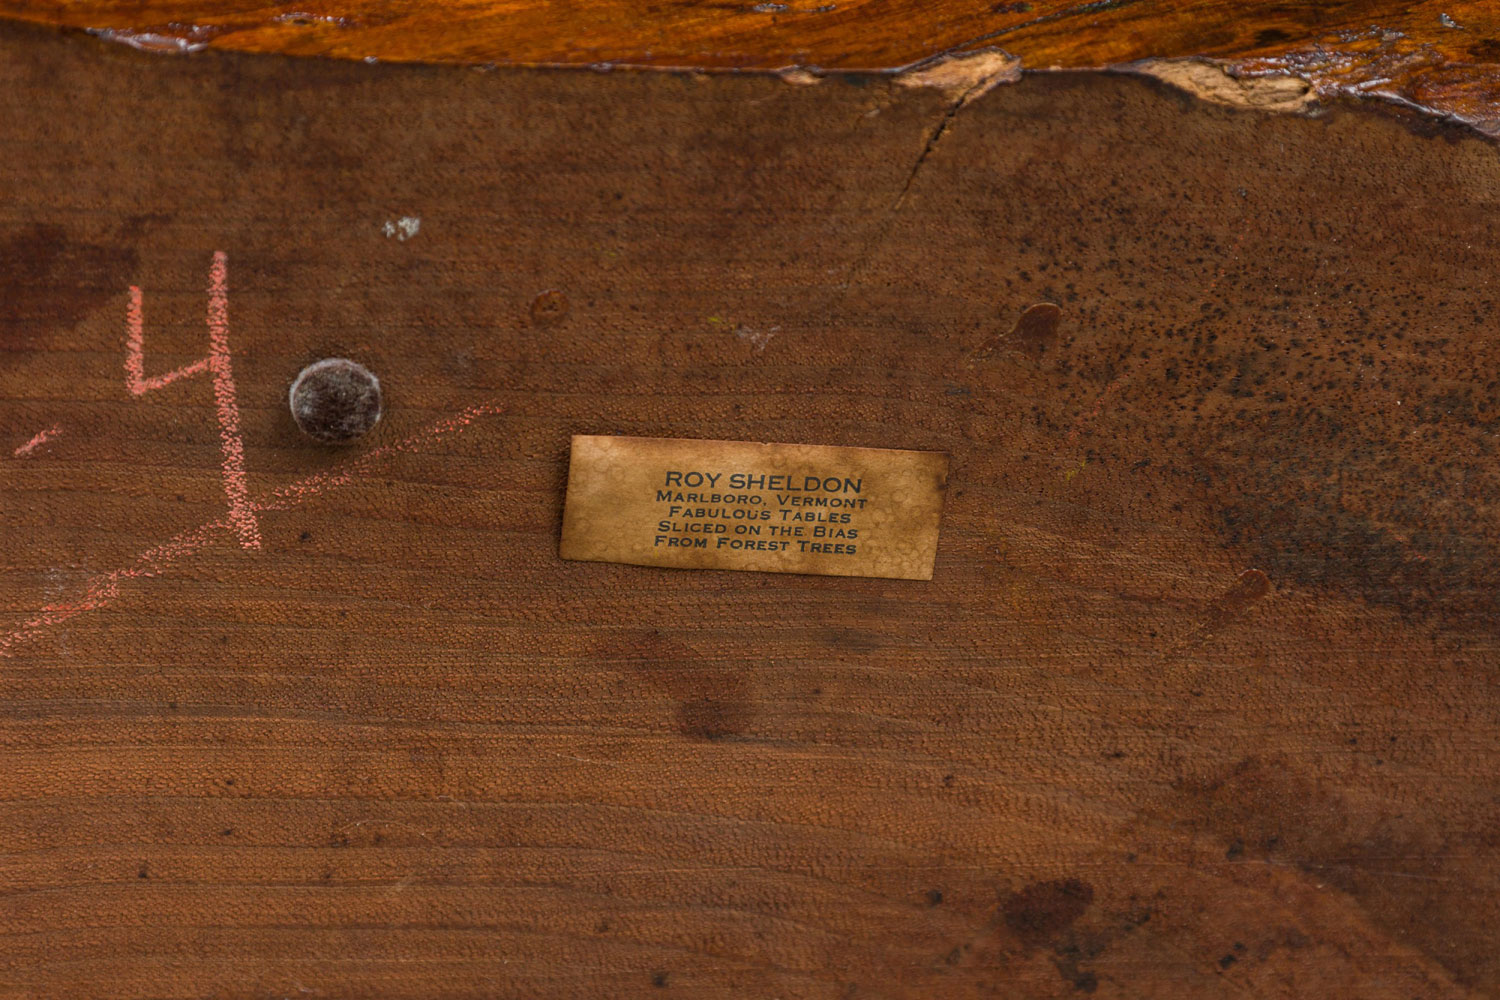 4
ROY SHELDON
MARLBORO, VERMONT
FABULOUS TABLES
SLICED ON THE BIAS
FROM FOREST TREES